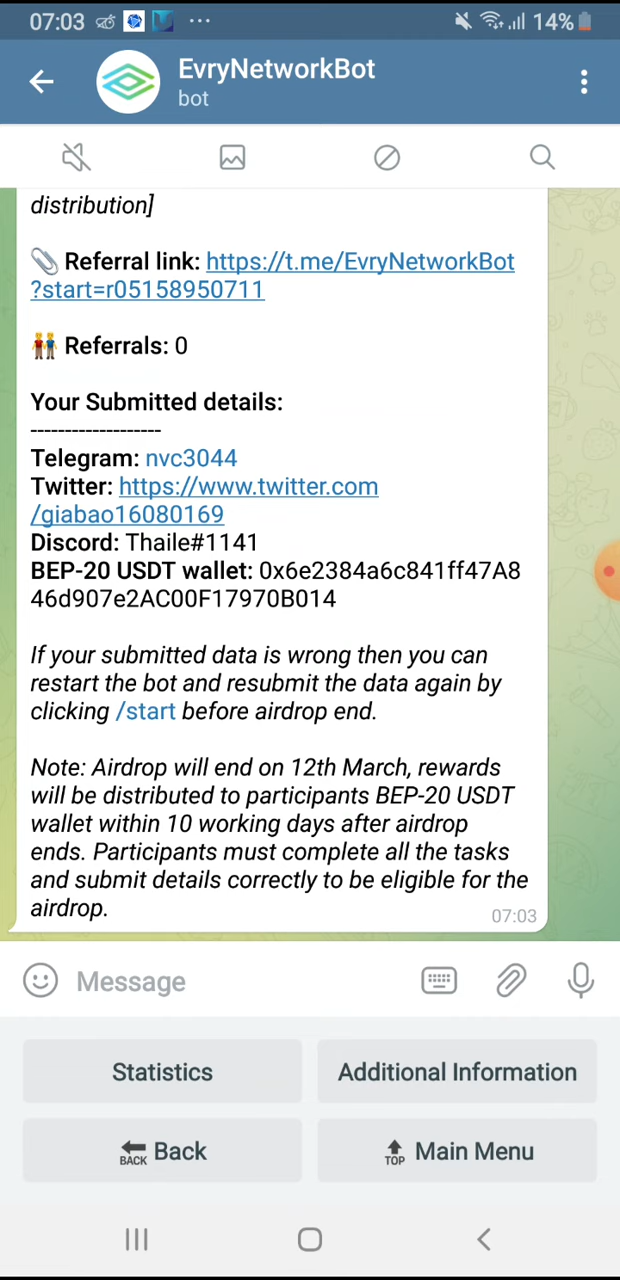 07:03 ... 14%
EvryNetworkBot
bot
distribution]
Referral link: https://t.me/EvryNetworkBot
?start=r05158950711
Referrals: 0
Your Submitted details:
-------------------
Telegram: nvc3044
Twitter: https://www.twitter.com
/giabao16080169
Discord: Thaile#1141
BEP-20 USDT wallet: 0x6e2384a6c841ff47A8
46d907e2AC00F17970B014
If your submitted data is wrong then you can
restart the bot and resubmit the data again by
clicking /start before airdrop end.
Note: Airdrop will end on 12th March, rewards
will be distributed to participants BEP-20 USDT
wallet within 10 working days after airdrop
ends. Participants must complete all the tasks
and submit details correctly to be eligible for the
airdrop.
07:03
Message
Statistics Additional Information
BACK Back TOP Main Menu